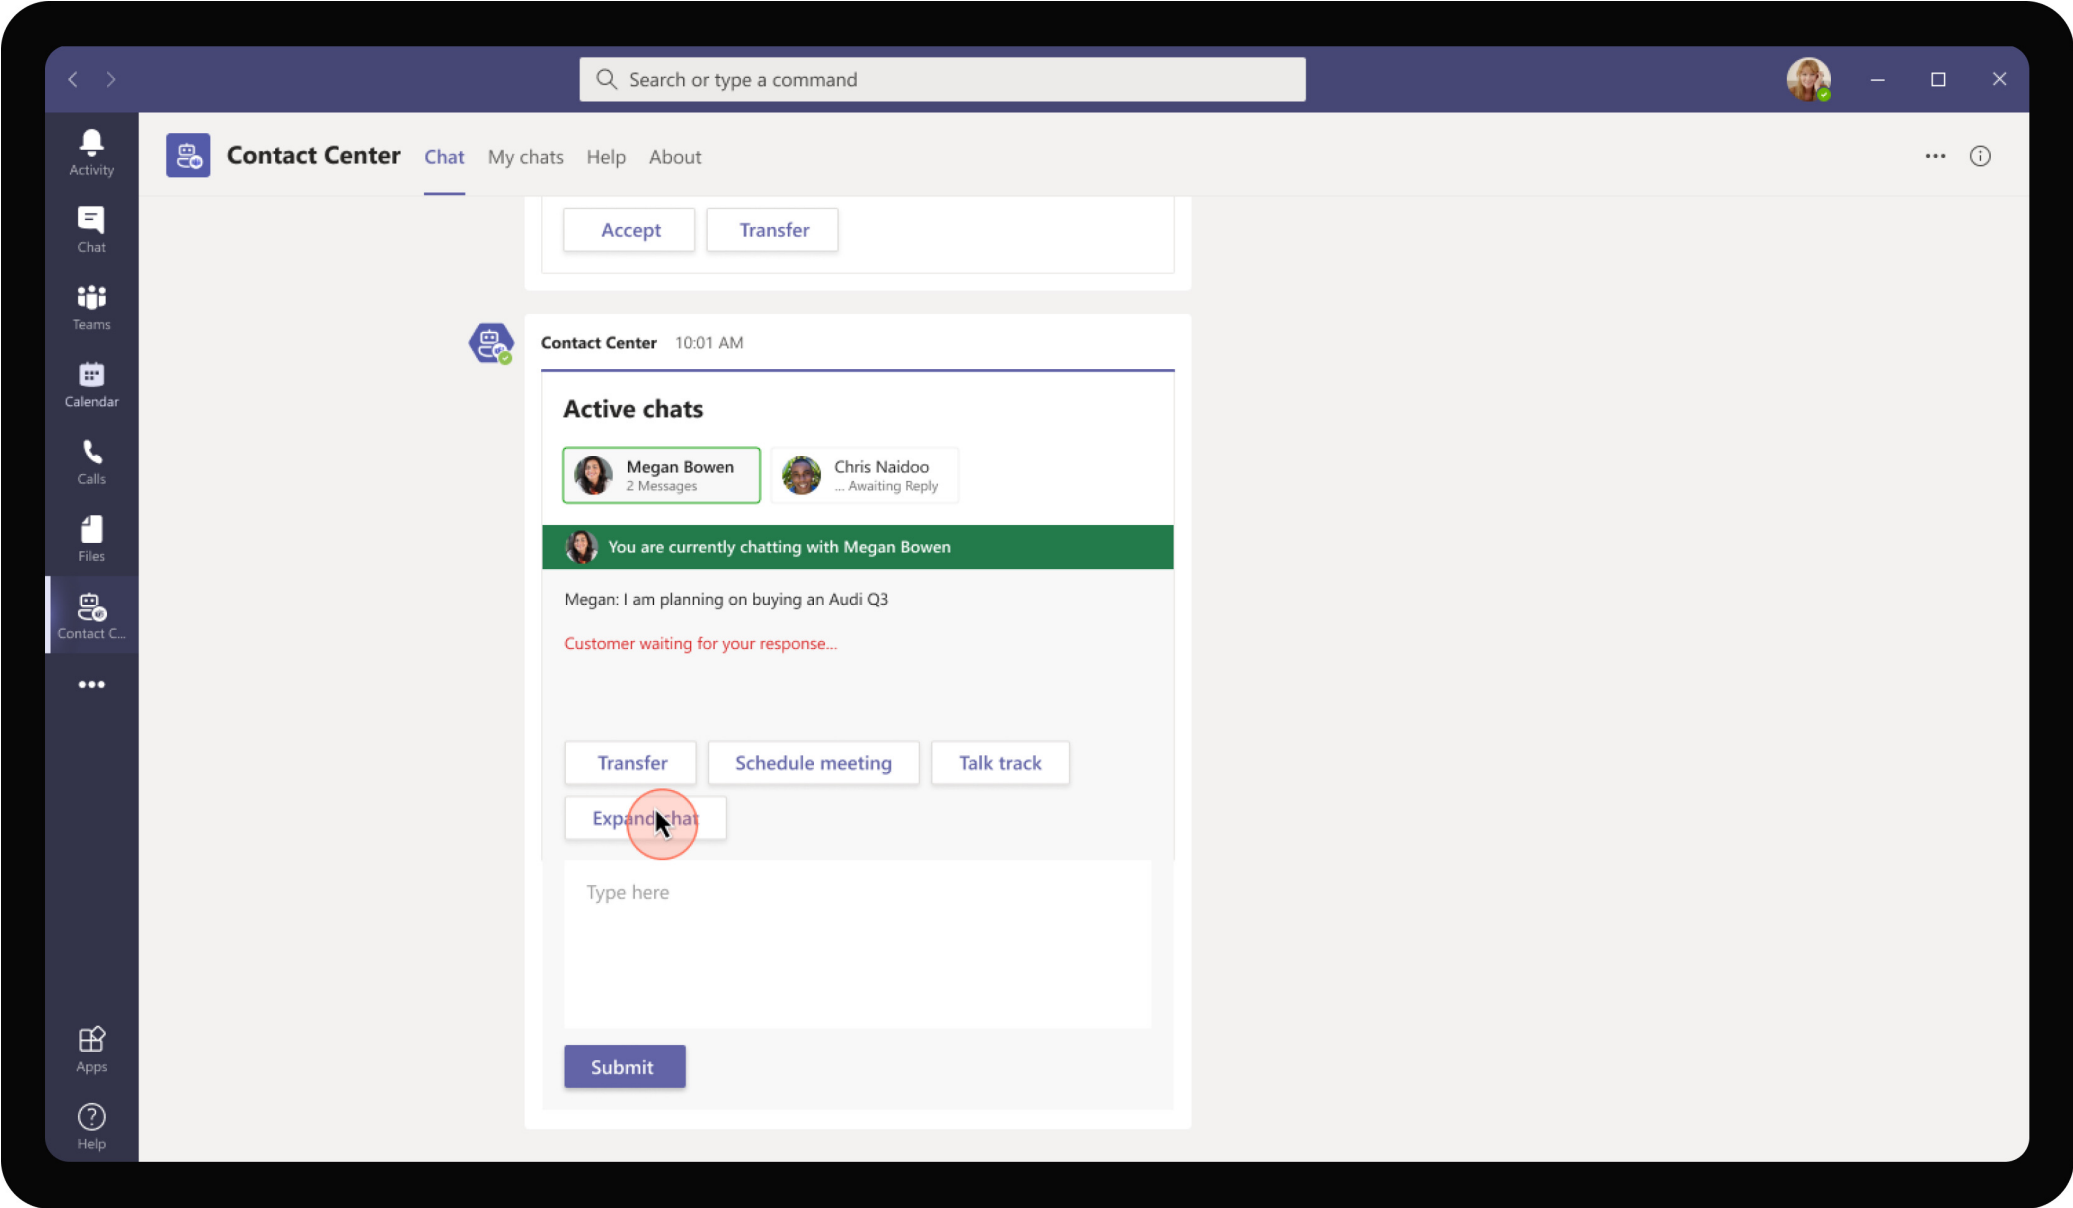 Search or type a command
Activity
Chat
Teams
Calendar
Calls
Files
Contact C...
Apps
Help
Contact Center Chat My chats Help About
Accept Transfer
Contact Center 10:01 AM
Active chats
Megan Bowen
2 Messages
Chris Naidoo
... Awaiting Reply
You are currently chatting with Megan Bowen
Megan: I am planning on buying an Audi Q3
Customer waiting for your response...
Transfer Schedule meeting Talk track
Expand chat
Type here
Submit